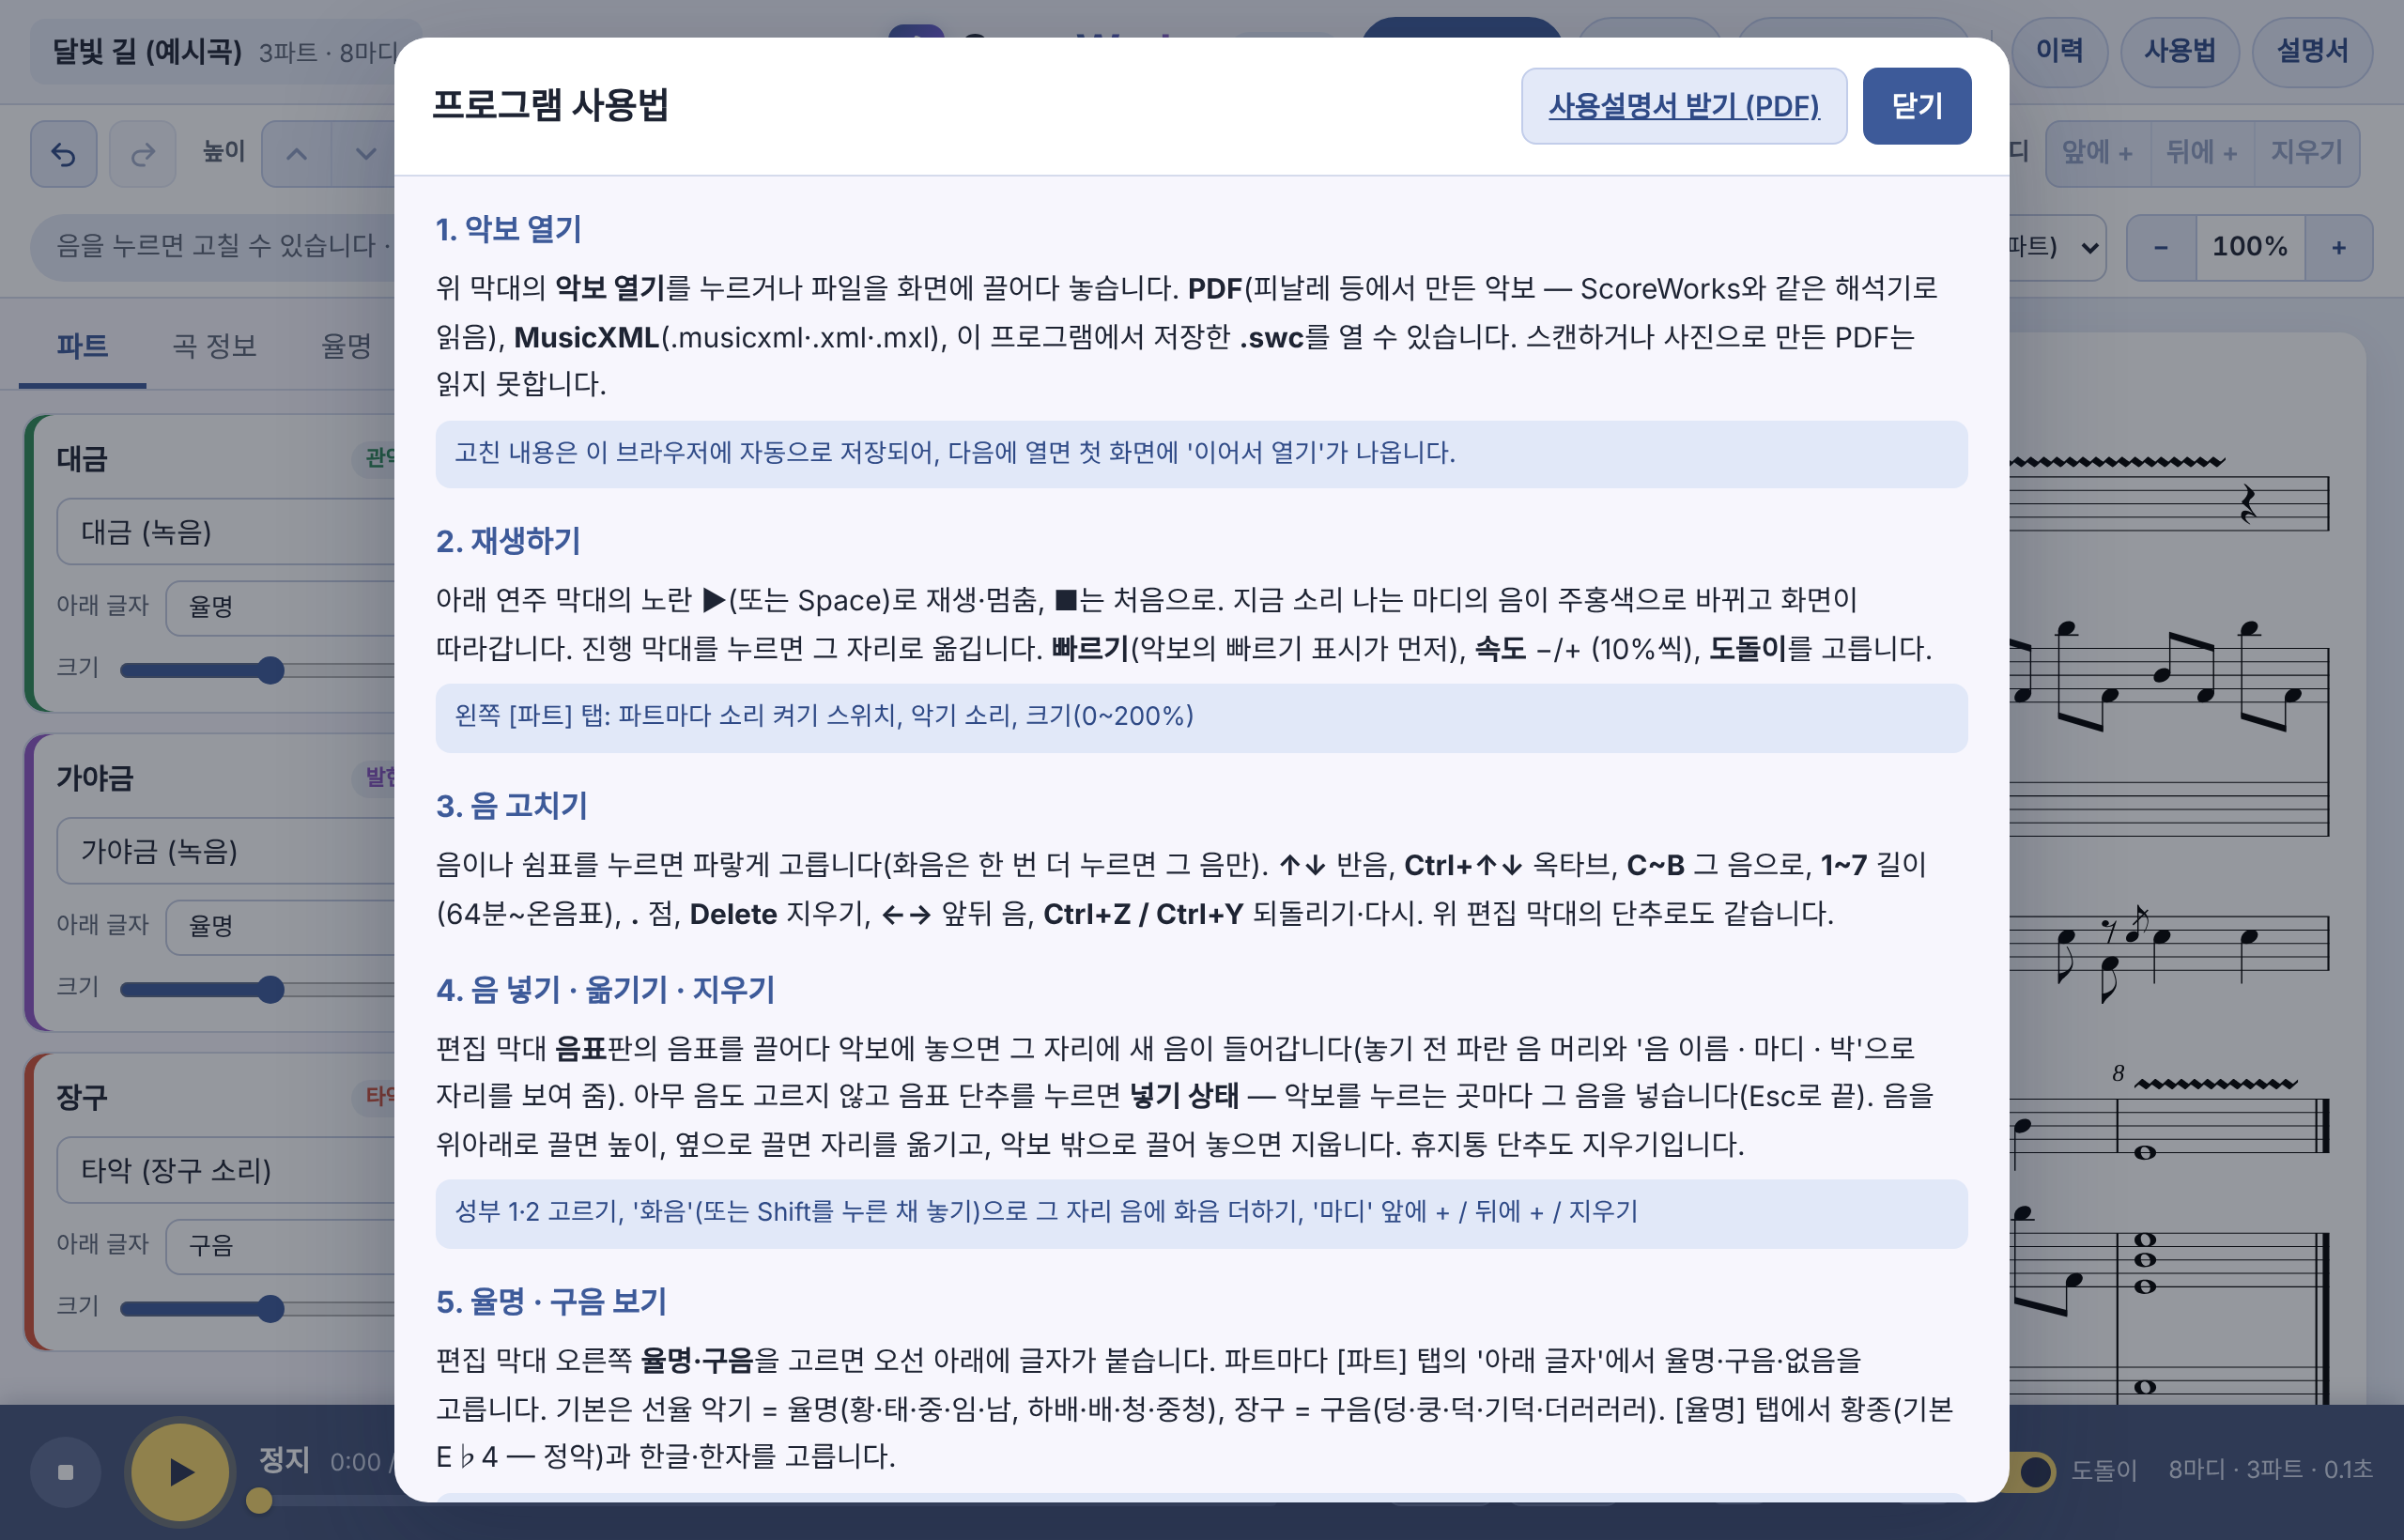 달빛 길 (예시곡) 3파트 · 8마디
이력 사용법 설명서
프로그램 사용법
사용설명서 받기 (PDF) 닫기
높이
앞에 + 뒤에 + 지우기
음을 누르면 고칠 수 있습니다 ·
− 100% +
파트 곡 정보 율명
1. 악보 열기
위 막대의 악보 열기를 누르거나 파일을 화면에 끌어다 놓습니다. PDF(피날레 등에서 만든 악보 — ScoreWorks와 같은 해석기로
읽음), MusicXML(.musicxml·.xml·.mxl), 이 프로그램에서 저장한 .swc를 열 수 있습니다. 스캔하거나 사진으로 만든 PDF는
읽지 못합니다.
고친 내용은 이 브라우저에 자동으로 저장되어, 다음에 열면 첫 화면에 '이어서 열기'가 나옵니다.
2. 재생하기
아래 연주 막대의 노란 ▶(또는 Space)로 재생·멈춤, ■는 처음으로. 지금 소리 나는 마디의 음이 주홍색으로 바뀌고 화면이
따라갑니다. 진행 막대를 누르면 그 자리로 옮깁니다. 빠르기(악보의 빠르기 표시가 먼저), 속도 −/+ (10%씩), 도돌이를 고릅니다.
왼쪽 [파트] 탭: 파트마다 소리 켜기 스위치, 악기 소리, 크기(0~200%)
3. 음 고치기
음이나 쉼표를 누르면 파랗게 고릅니다(화음은 한 번 더 누르면 그 음만). ↑↓ 반음, Ctrl+↑↓ 옥타브, C~B 그 음으로, 1~7 길이
(64분~온음표), . 점, Delete 지우기, ←→ 앞뒤 음, Ctrl+Z / Ctrl+Y 되돌리기·다시. 위 편집 막대의 단추로도 같습니다.
4. 음 넣기 · 옮기기 · 지우기
편집 막대 음표판의 음표를 끌어다 악보에 놓으면 그 자리에 새 음이 들어갑니다(놓기 전 파란 음 머리와 '음 이름 · 마디 · 박'으로
자리를 보여 줌). 아무 음도 고르지 않고 음표 단추를 누르면 넣기 상태 — 악보를 누르는 곳마다 그 음을 넣습니다(Esc로 끝). 음을
위아래로 끌면 높이, 옆으로 끌면 자리를 옮기고, 악보 밖으로 끌어 놓으면 지웁니다. 휴지통 단추도 지우기입니다.
성부 1·2 고르기, '화음'(또는 Shift를 누른 채 놓기)으로 그 자리 음에 화음 더하기, '마디' 앞에 + / 뒤에 + / 지우기
5. 율명 · 구음 보기
편집 막대 오른쪽 율명·구음을 고르면 오선 아래에 글자가 붙습니다. 파트마다 [파트] 탭의 '아래 글자'에서 율명·구음·없음을
고릅니다. 기본은 선율 악기 = 율명(황·태·중·임·남, 하배·배·청·중청), 장구 = 구음(덩·쿵·덕·기덕·더러러러). [율명] 탭에서 황종(기본
E♭4 — 정악)과 한글·한자를 고릅니다.
대금
대금 (녹음)
아래 글자 율명
크기
가야금
가야금 (녹음)
아래 글자 율명
크기
장구
타악 (장구 소리)
아래 글자 구음
크기
8
정지 0:00 /
도돌이 8마디 · 3파트 · 0.1초